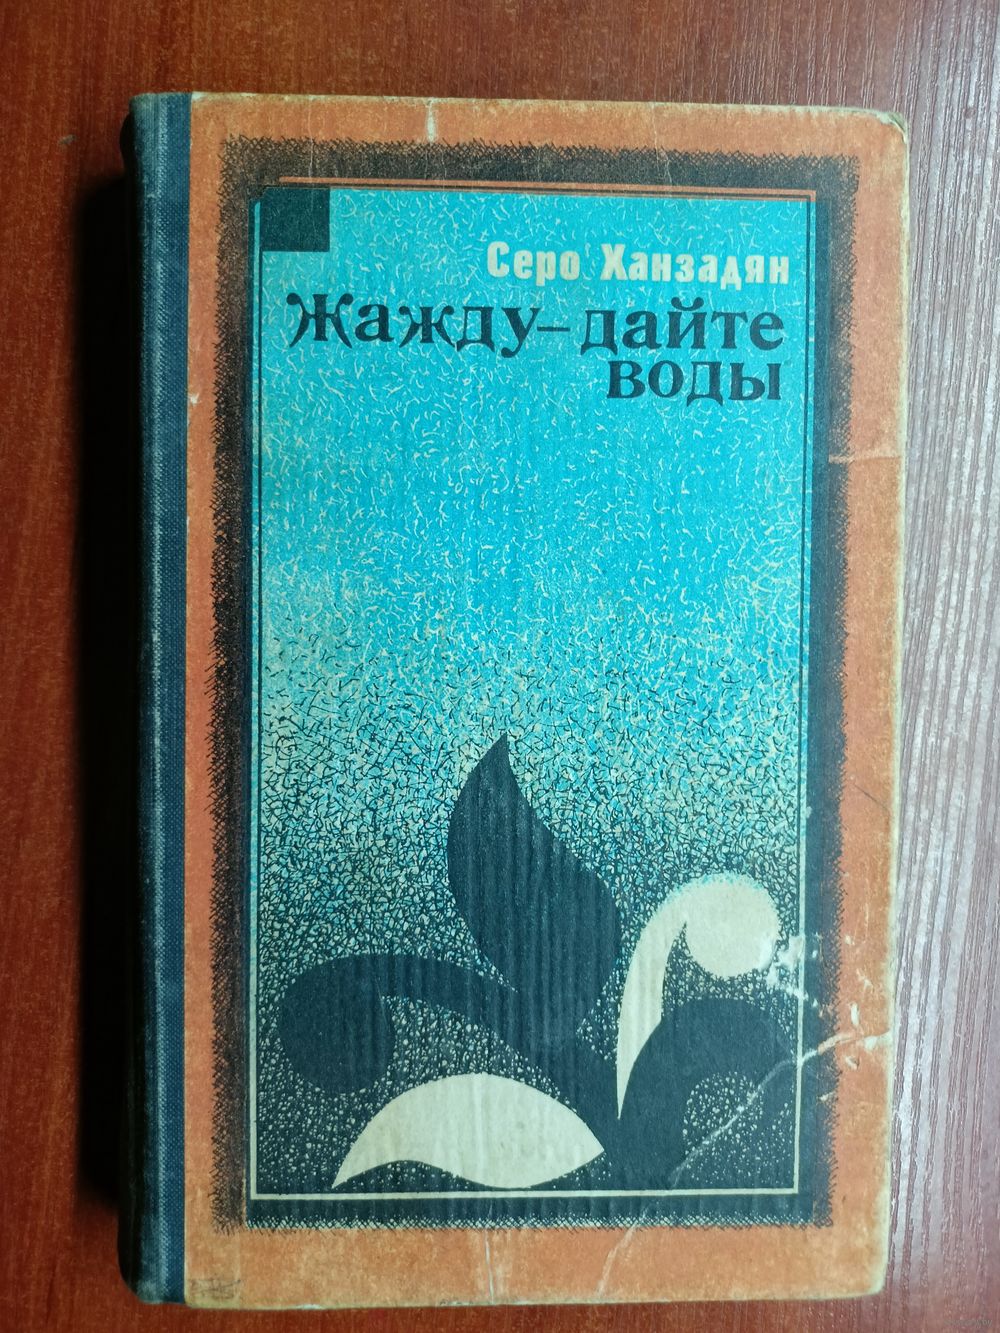 Серо Ханзадян
Жажду – дайте
воды